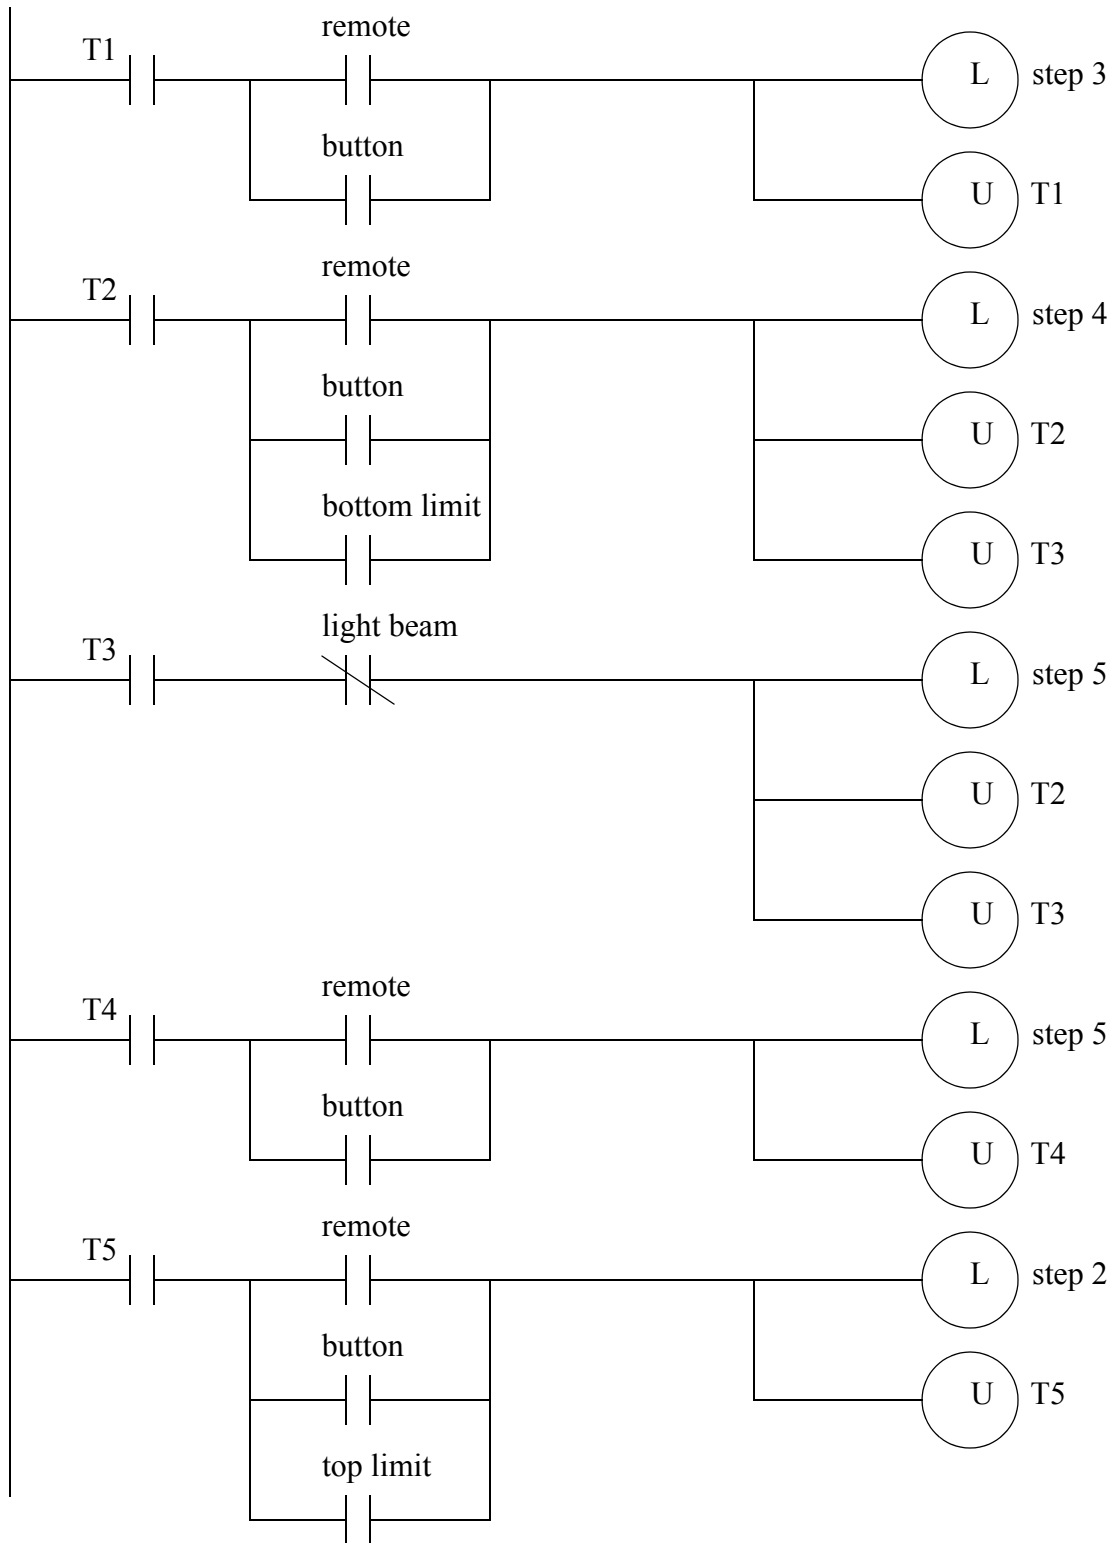 remote
T1
L step 3
button
U T1
remote
T2
L step 4
button
U T2
bottom limit
U T3
light beam
T3
L step 5
U T2
U T3
remote
T4
L step 5
button
U T4
remote
T5
L step 2
button
U T5
top limit